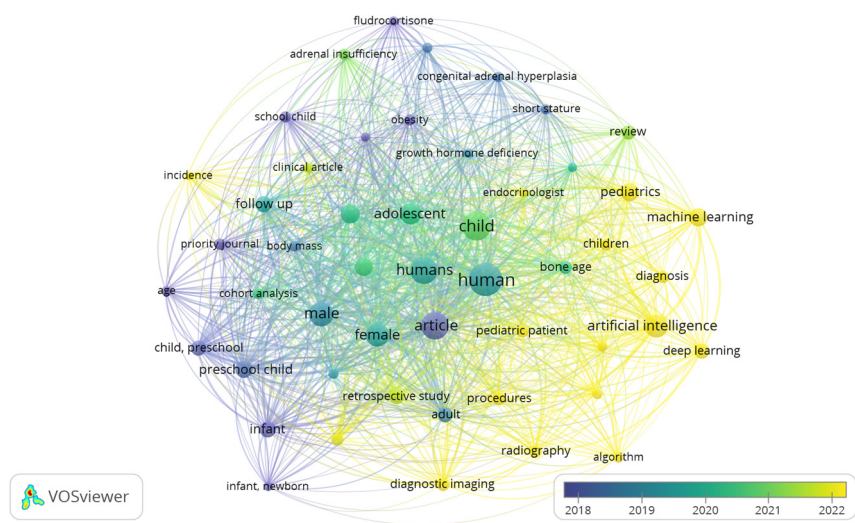 fludrocortisone
adrenal insufficiency
congenital adrenal hyperplasia
short stature
school child
obesity
review
growth hormone deficiency
clinical article
incidence
endocrinologist
pediatrics
follow up
adolescent
child
machine learning
priority journal
body mass
children
humans
human
bone age
diagnosis
age
cohort analysis
male
article
female
pediatric patient
artificial intelligence
child, preschool
deep learning
preschool child
retrospective study
procedures
adult
infant
radiography
algorithm
infant, newborn
diagnostic imaging
VOSviewer
2018 2019 2020 2021 2022